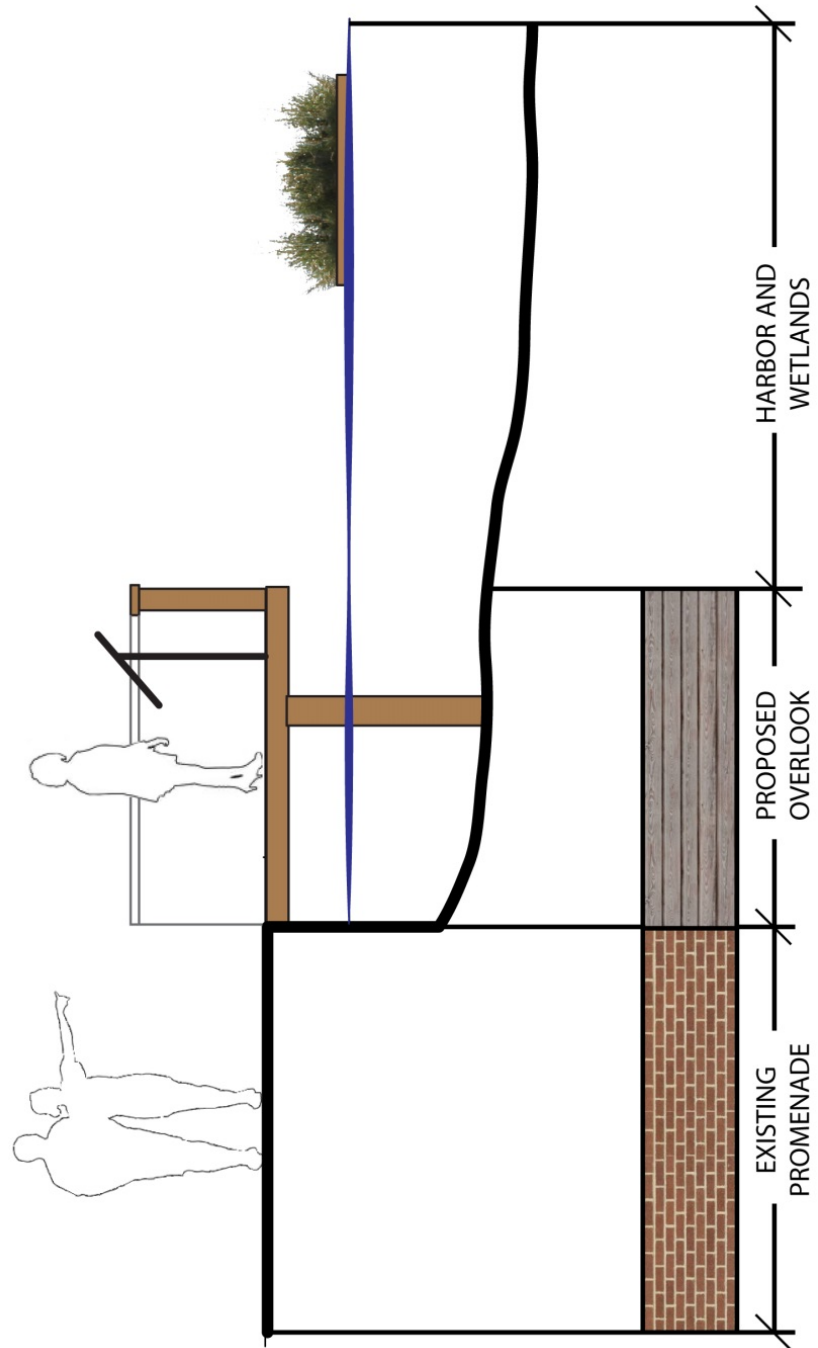 EXISTING
PROMENADE
PROPOSED
OVERLOOK
HARBOR AND
WETLANDS